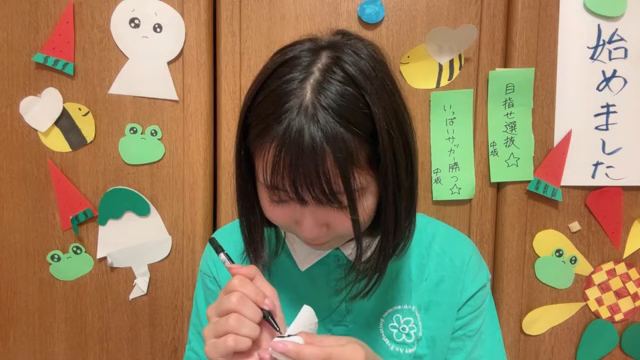 始めました
目指せ選抜☆
中成
いっぱいサッカー勝つ☆
中成